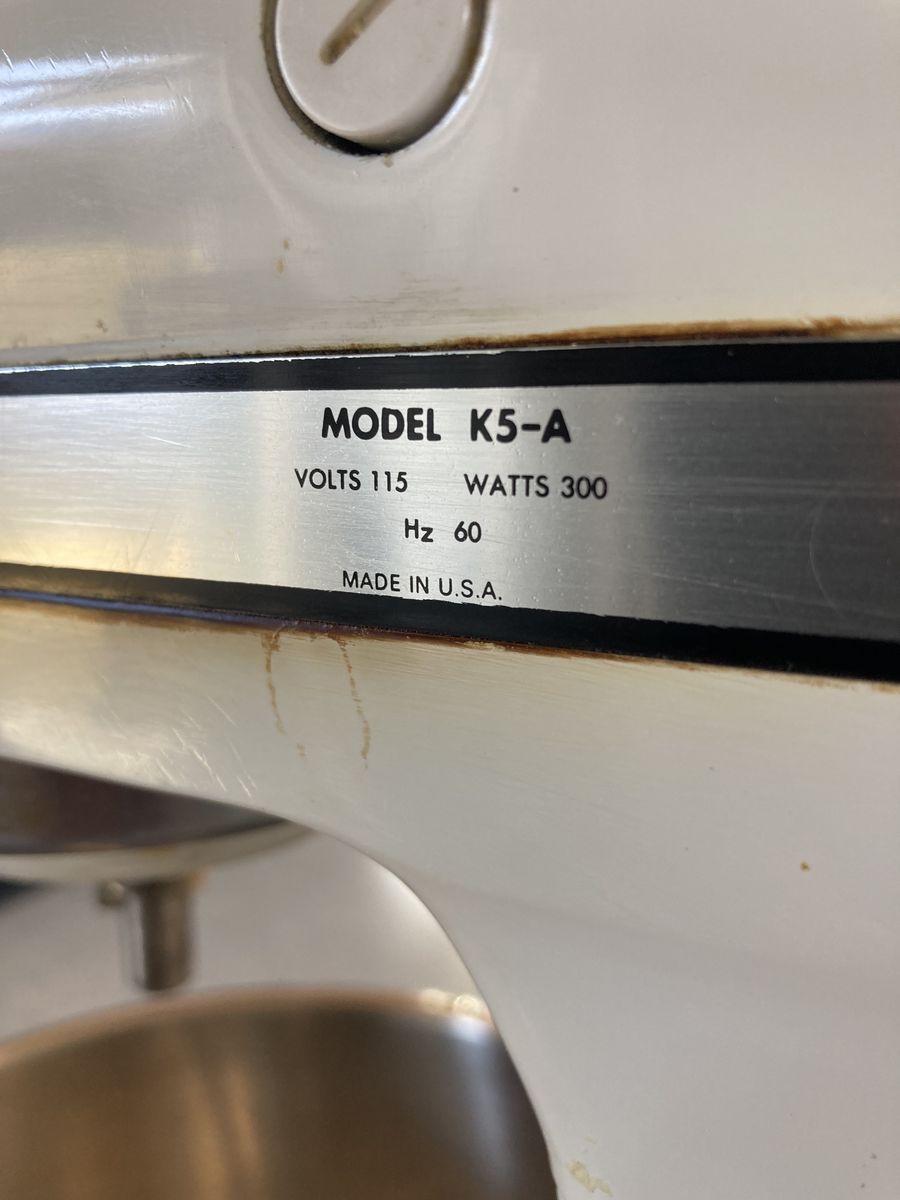 MODEL K5-A
VOLTS 115 WATTS 300
Hz 60
MADE IN U.S.A.